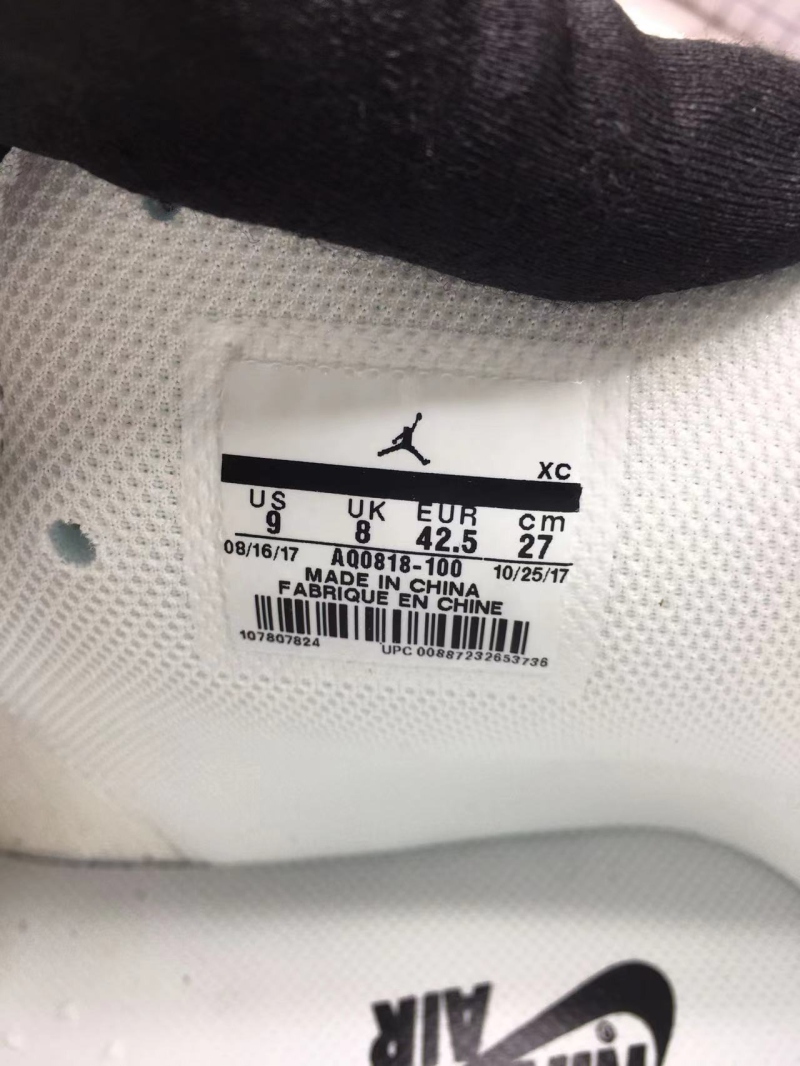 XC
US UK EUR cm
9 8 42.5 27
08/16/17 AQ0818-100 10/25/17
MADE IN CHINA
FABRIQUE EN CHINE
107807824 UPC 00887232653736
NIKE
AIR